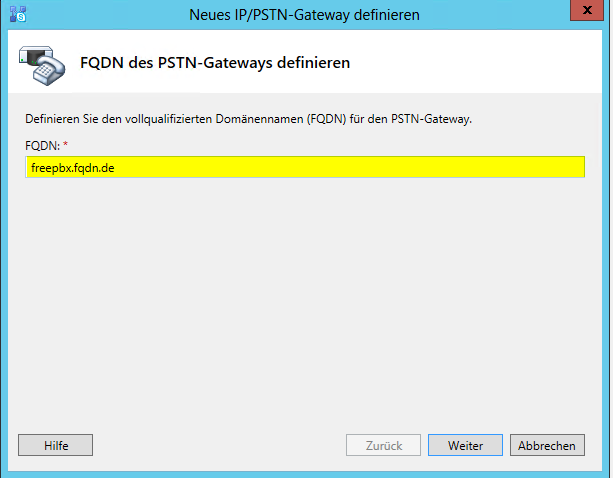 Neues IP/PSTN-Gateway definieren
x
FQDN des PSTN-Gateways definieren
Definieren Sie den vollqualifizierten Domänennamen (FQDN) für den PSTN-Gateway.
FQDN: *
freepbx.fqdn.de
Hilfe
Zurück
Weiter
Abbrechen